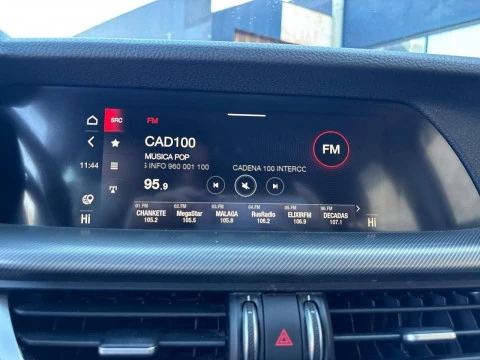 SRC
FM
CAD100
MUSICA POP
S INFO 960 001 100
CADENA 100 INTERCC
FM
11:44
95.9
Hi
01.FM 02.FM 03.FM 04.FM 05.FM 06.FM
CHANKETE MegaStar MALAGA RusRadio ELIXIRFM DECADAS
105.2 105.5 105.8 106.2 106.8 107.1
Hi